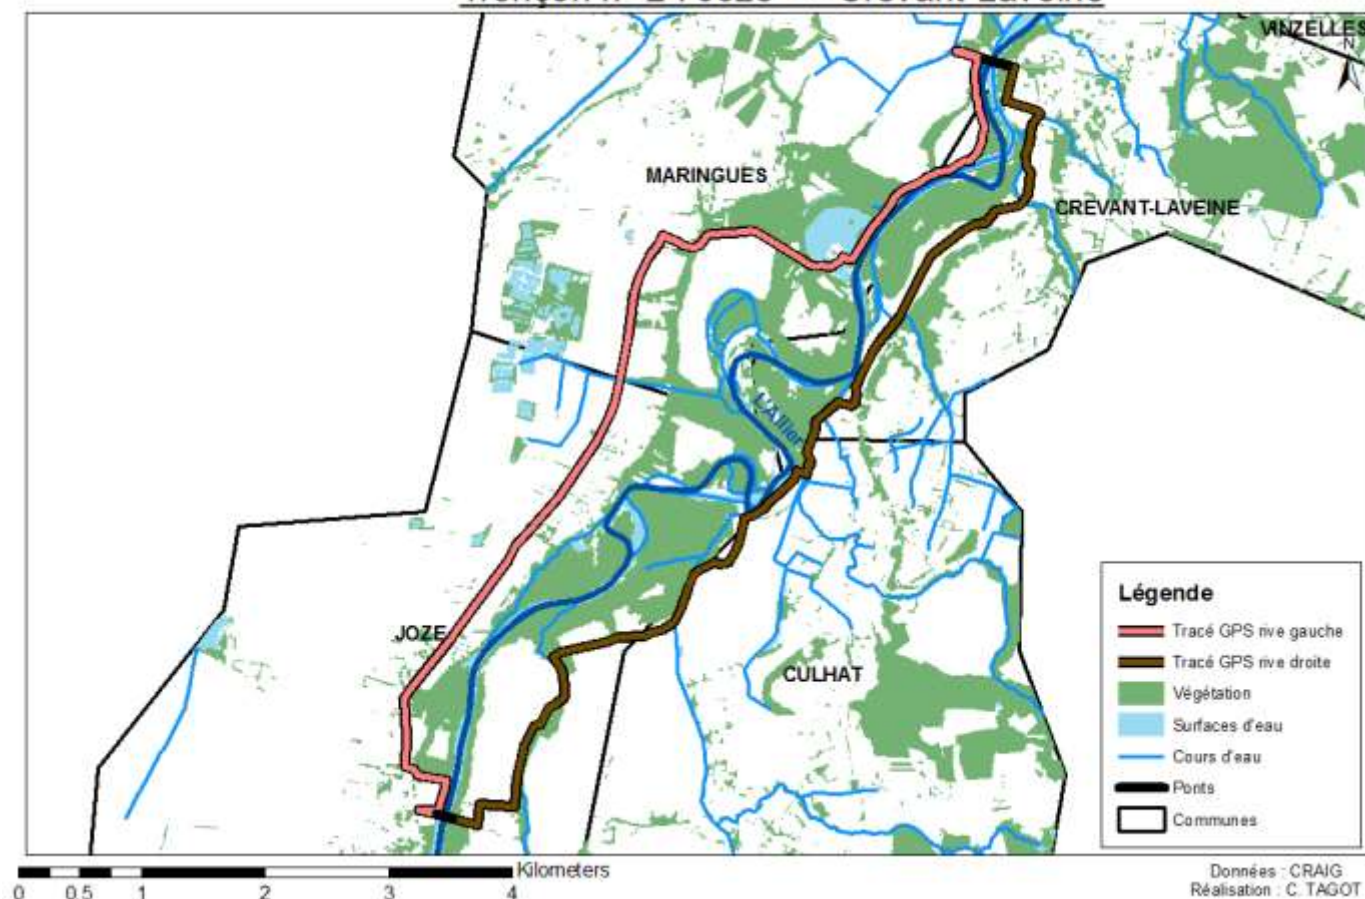 VINZELLES
N
MARINGUES
CREVANT-LAVEINE
L'Allier
JOZE
CULHAT
Légende
Tracé GPS rive gauche
Tracé GPS rive droite
Végétation
Surfaces d'eau
Cours d'eau
Ponts
Communes
Kilometers
0 0.5 1 2 3 4
Données : CRAIG
Réalisation : C. TAGOT